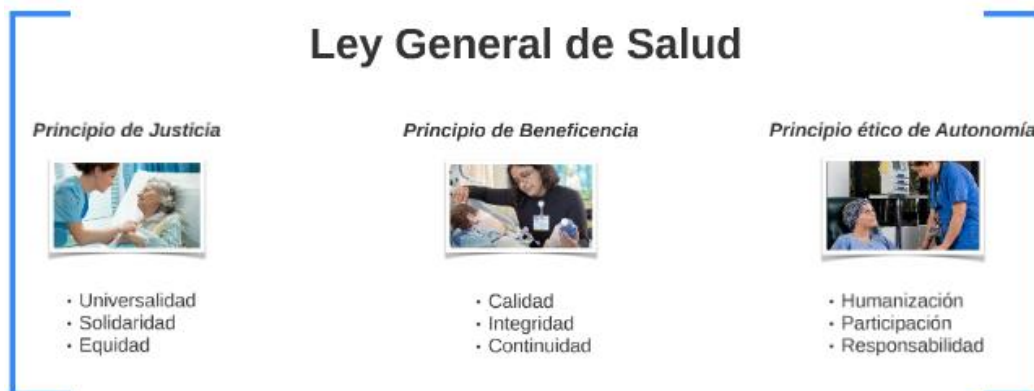 Ley General de Salud
Principio de Justicia
Principio de Beneficencia
Principio ético de Autonomía
· Universalidad
· Solidaridad
· Equidad
· Calidad
· Integridad
· Continuidad
· Humanización
· Participación
· Responsabilidad